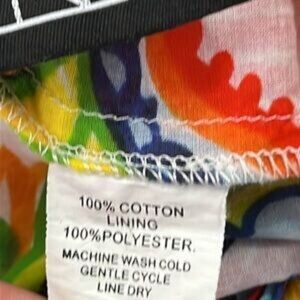 100% COTTON
LINING
100%POLYESTER.
MACHINE WASH COLD
GENTLE CYCLE
LINE DRY